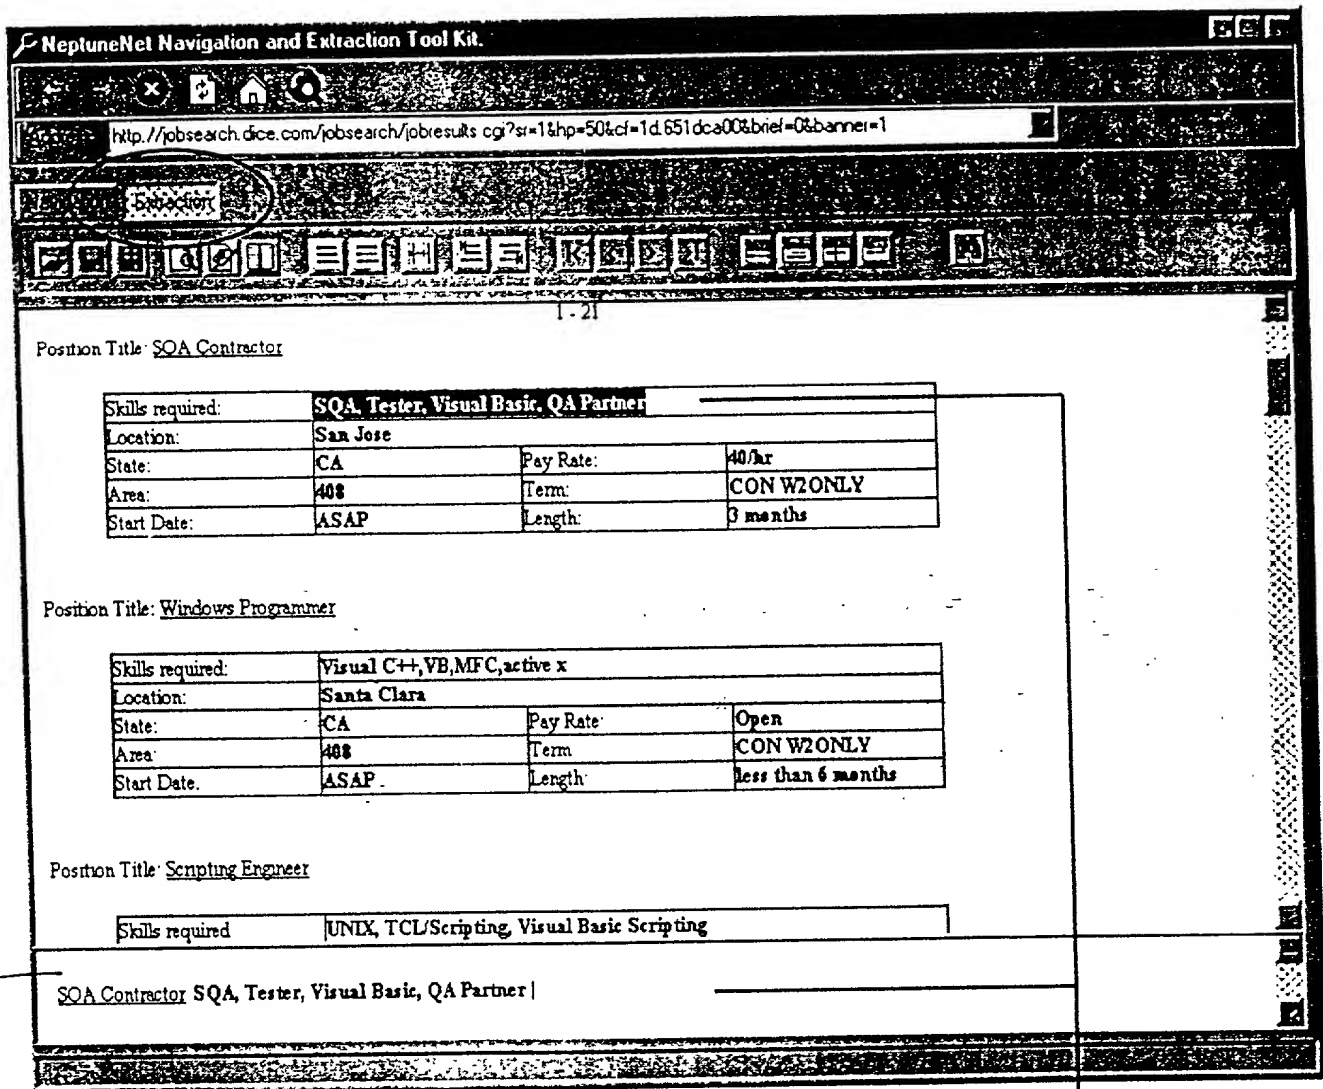 NeptuneNet Navigation and Extraction Tool Kit.
http://jobsearch.dice.com/jobsearch/jobresults.cgi?sr=1&hp=50&cf=1d.651dca00&brief=0&banner=1
Extraction
1 - 21
Position Title: SOA Contractor
Skills required: SQA, Tester, Visual Basic, QA Partner
Location: San Jose
State: CA Pay Rate: 40/hr
Area: 408 Term: CON W2ONLY
Start Date: ASAP Length: 3 months
Position Title: Windows Programmer
Skills required: Visual C++,VB,MFC,active x
Location: Santa Clara
State: CA Pay Rate: Open
Area: 408 Term CON W2ONLY
Start Date. ASAP Length: less than 6 months
Position Title: Scripting Engineer
Skills required UNIX, TCL/Scripting, Visual Basic Scripting
SOA Contractor SQA, Tester, Visual Basic, QA Partner